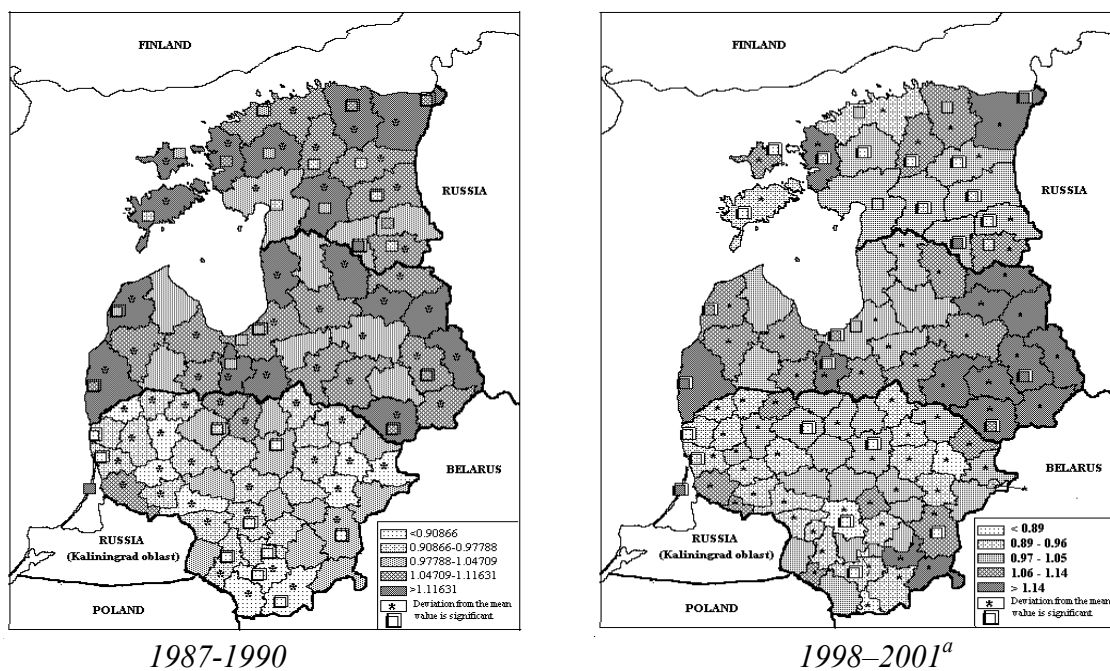 FINLAND
RUSSIA
BELARUS
RUSSIA
(Kaliningrad oblast)
POLAND
<0.90866
0.90866-0.97788
0.97788-1.04709
1.04709-1.11631
>1.11631
* Deviation from the mean
value is significant.
1987-1990
FINLAND
RUSSIA
BELARUS
RUSSIA
(Kaliningrad oblast)
POLAND
< 0.89
0.89 - 0.96
0.97 - 1.05
1.06 - 1.14
> 1.14
* Deviation from the mean
value is significant.
1998–2001a